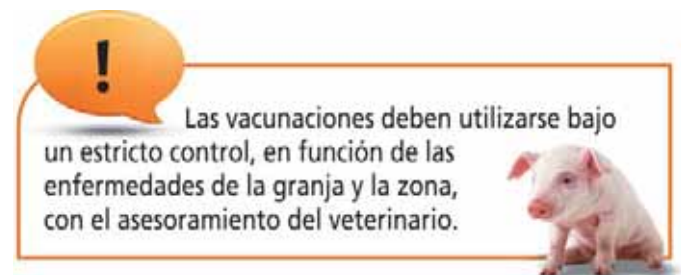 !
Las vacunaciones deben utilizarse bajo
un estricto control, en función de las
enfermedades de la granja y la zona,
con el asesoramiento del veterinario.